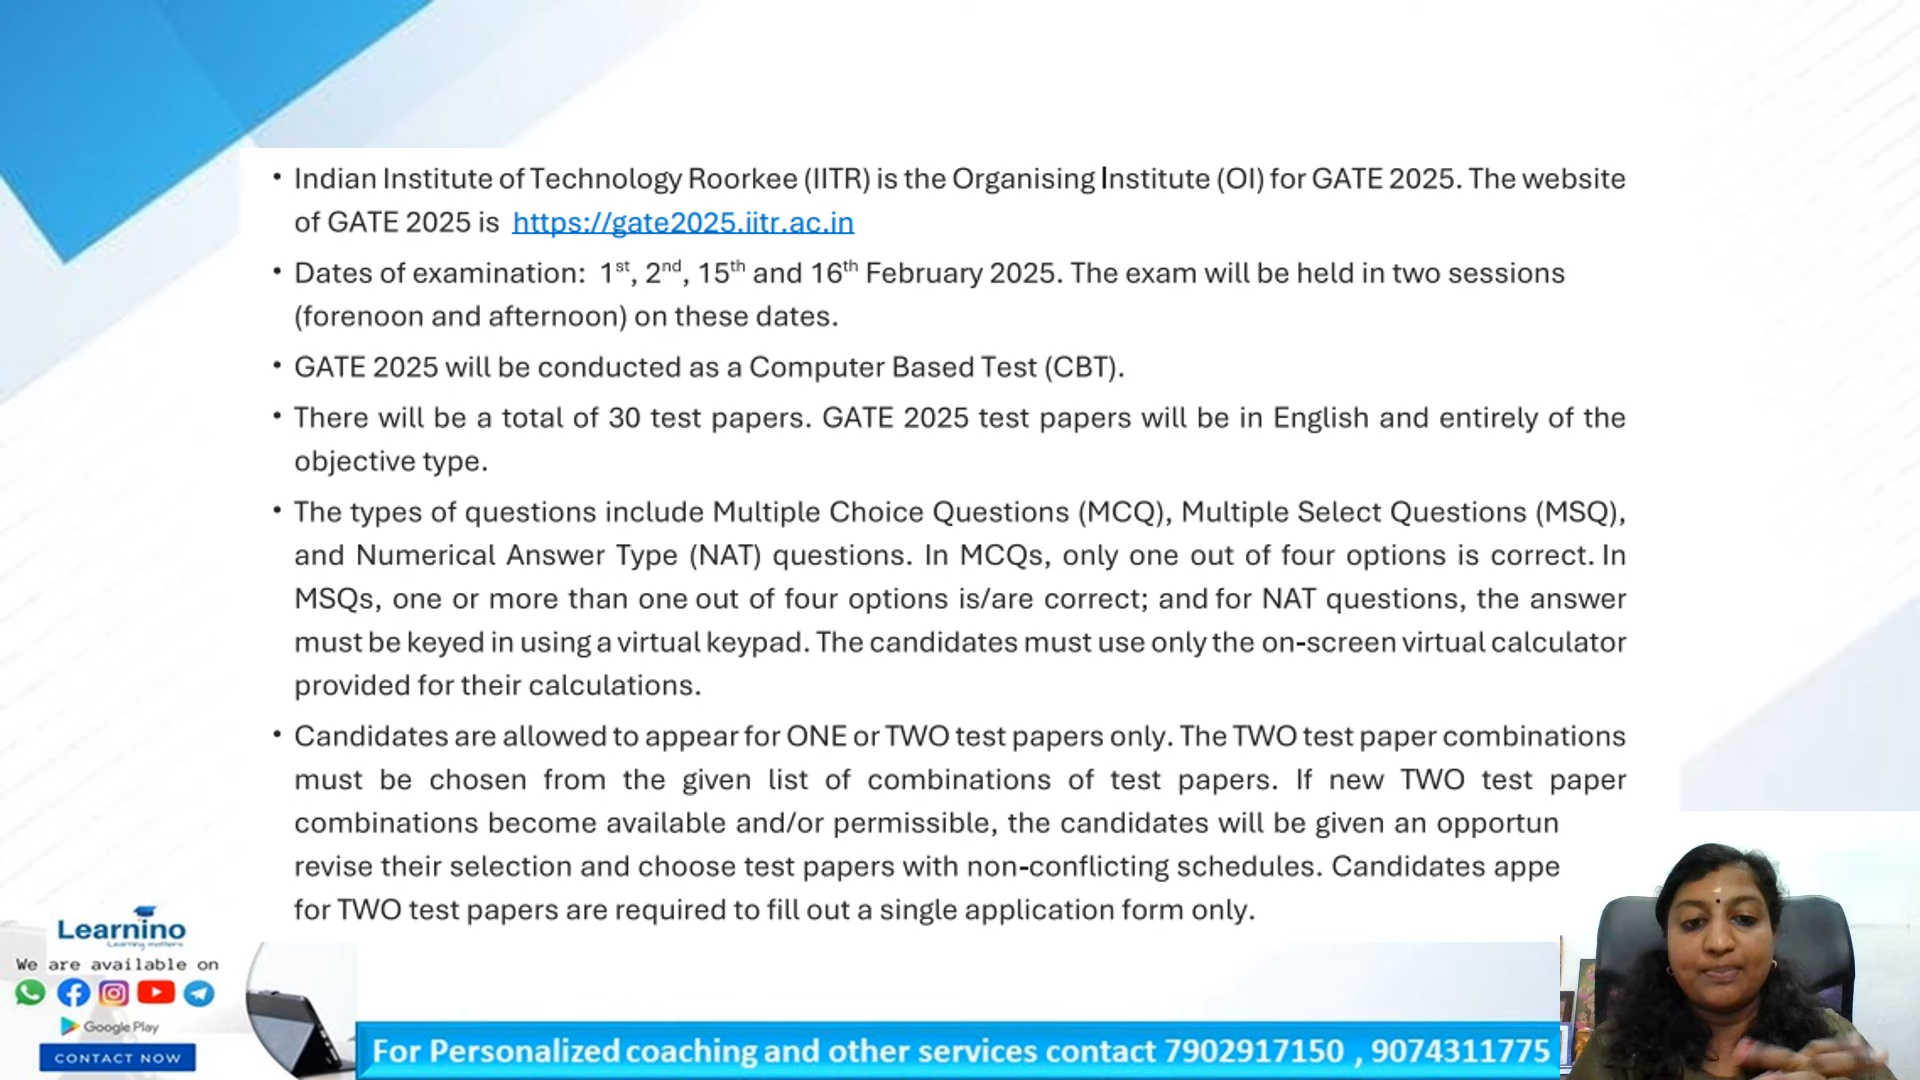 • Indian Institute of Technology Roorkee (IITR) is the Organising Institute (OI) for GATE 2025. The website
of GATE 2025 is https://gate2025.iitr.ac.in
• Dates of examination: 1st, 2nd, 15th and 16th February 2025. The exam will be held in two sessions
(forenoon and afternoon) on these dates.
• GATE 2025 will be conducted as a Computer Based Test (CBT).
• There will be a total of 30 test papers. GATE 2025 test papers will be in English and entirely of the
objective type.
• The types of questions include Multiple Choice Questions (MCQ), Multiple Select Questions (MSQ),
and Numerical Answer Type (NAT) questions. In MCQs, only one out of four options is correct. In
MSQs, one or more than one out of four options is/are correct; and for NAT questions, the answer
must be keyed in using a virtual keypad. The candidates must use only the on-screen virtual calculator
provided for their calculations.
• Candidates are allowed to appear for ONE or TWO test papers only. The TWO test paper combinations
must be chosen from the given list of combinations of test papers. If new TWO test paper
combinations become available and/or permissible, the candidates will be given an opportun
revise their selection and choose test papers with non-conflicting schedules. Candidates appe
for TWO test papers are required to fill out a single application form only.
Learnino
Learning matters
We are available on
Google Play
CONTACT NOW
For Personalized coaching and other services contact 7902917150 , 9074311775